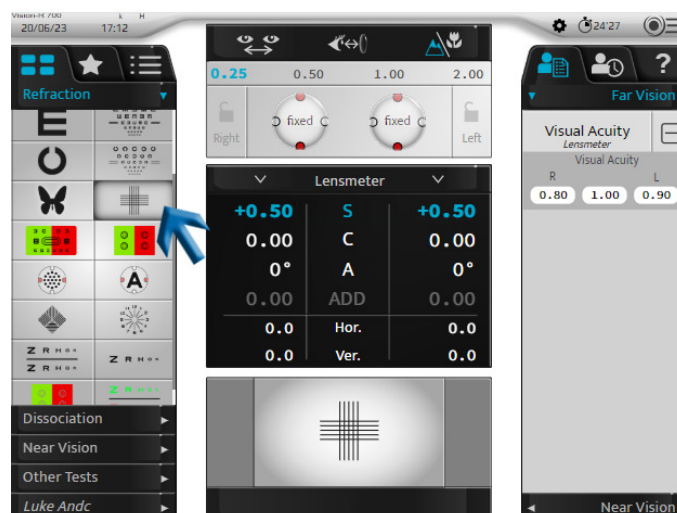 Vision-R 700
20/06/23 17:12
24'27
Refraction
0.25 0.50 1.00 2.00
Right fixed fixed Left
Lensmeter
+0.50 S +0.50
0.00 C 0.00
0° A 0°
0.00 ADD 0.00
0.0 Hor. 0.0
0.0 Ver. 0.0
E
A
Z R H
Z R H
Z R H
Z R H
Dissociation
Near Vision
Other Tests
Luke Andc
?
Far Vision
Visual Acuity
Lensmeter
Visual Acuity
R L
0.80 1.00 0.90
Near Vision